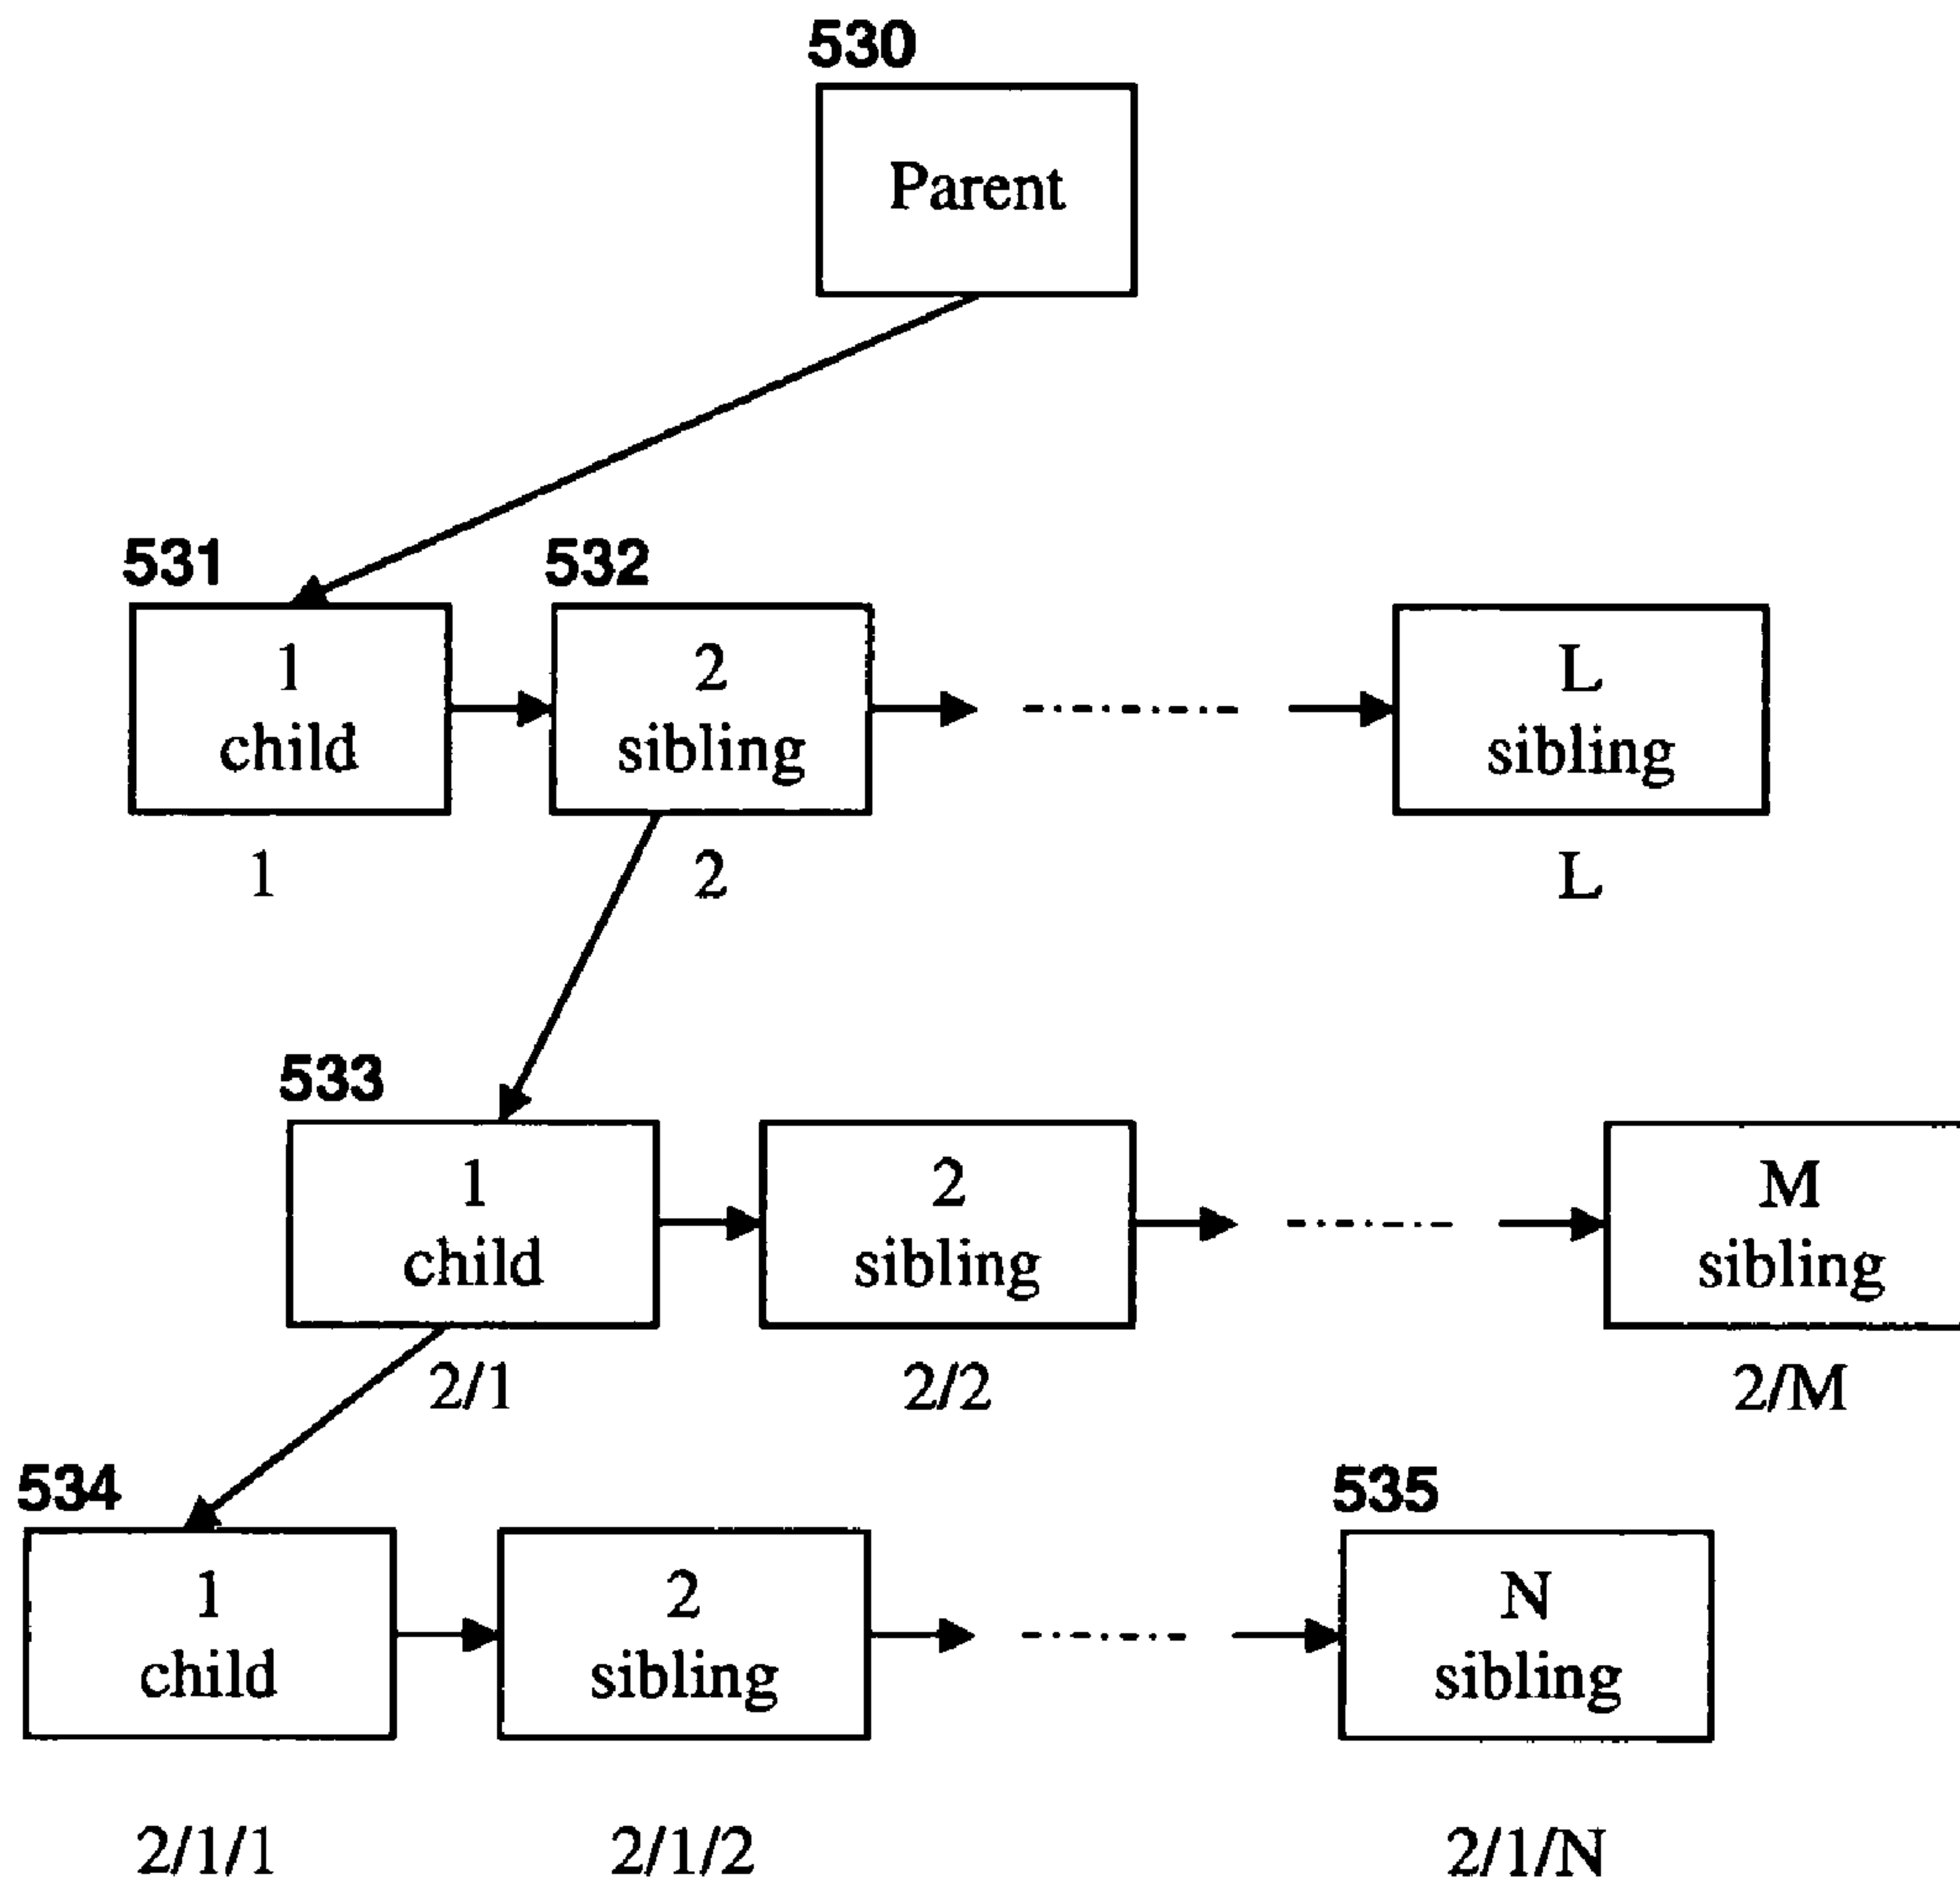 530
Parent
531 532
1 2 L
child sibling sibling
1 2 L
533
1 2 M
child sibling sibling
2/1 2/2 2/M
534 535
1 2 N
child sibling sibling
2/1/1 2/1/2 2/1/N